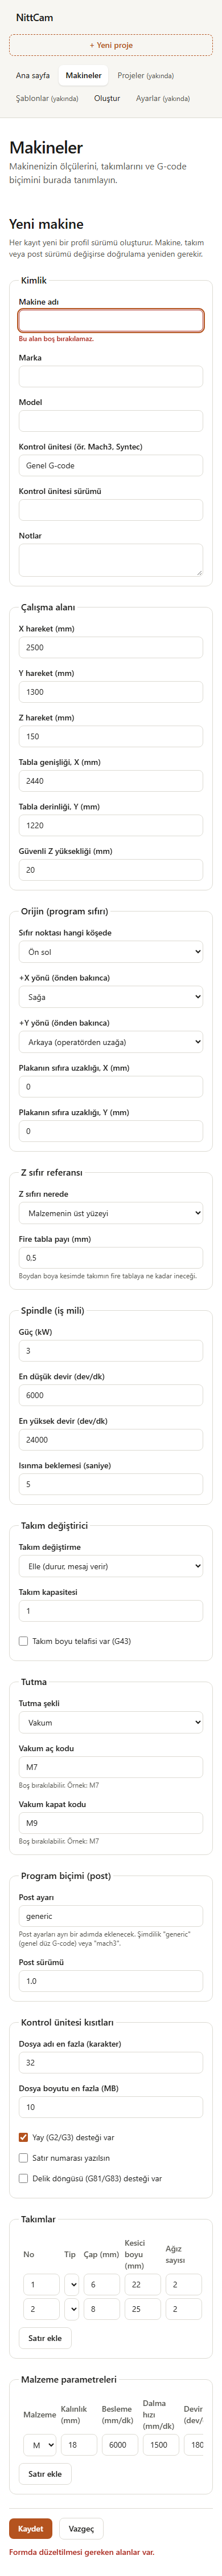 NittCam
+ Yeni proje
Ana sayfa Makineler Projeler (yakında)
Şablonlar (yakında) Oluştur Ayarlar (yakında)
Makineler
Makinenizin ölçülerini, takımlarını ve G-code
biçimini burada tanımlayın.
Yeni makine
Her kayıt yeni bir profil sürümü oluşturur. Makine, takım
veya post sürümü değişirse doğrulama yeniden gerekir.
Kimlik
Makine adı
Bu alan boş bırakılamaz.
Marka
Model
Kontrol ünitesi (ör. Mach3, Syntec)
Genel G-code
Kontrol ünitesi sürümü
Notlar
Çalışma alanı
X hareket (mm)
2500
Y hareket (mm)
1300
Z hareket (mm)
150
Tabla genişliği, X (mm)
2440
Tabla derinliği, Y (mm)
1220
Güvenli Z yüksekliği (mm)
20
Orijin (program sıfırı)
Sıfır noktası hangi köşede
Ön sol
+X yönü (önden bakınca)
Sağa
+Y yönü (önden bakınca)
Arkaya (operatörden uzağa)
Plakanın sıfıra uzaklığı, X (mm)
0
Plakanın sıfıra uzaklığı, Y (mm)
0
Z sıfır referansı
Z sıfırı nerede
Malzemenin üst yüzeyi
Fire tabla payı (mm)
0,5
Boydan boya kesimde takımın fire tablaya ne kadar ineceği.
Spindle (iş mili)
Güç (kW)
3
En düşük devir (dev/dk)
6000
En yüksek devir (dev/dk)
24000
Isınma beklemesi (saniye)
5
Takım değiştirici
Takım değiştirme
Elle (durur, mesaj verir)
Takım kapasitesi
1
Takım boyu telafisi var (G43)
Tutma
Tutma şekli
Vakum
Vakum aç kodu
M7
Boş bırakılabilir. Örnek: M7
Vakum kapat kodu
M9
Boş bırakılabilir. Örnek: M7
Program biçimi (post)
Post ayarı
generic
Post ayarları ayrı bir adımda eklenecek. Şimdilik "generic"
(genel düz G-code) veya "mach3".
Post sürümü
1.0
Kontrol ünitesi kısıtları
Dosya adı en fazla (karakter)
32
Dosya boyutu en fazla (MB)
10
Yay (G2/G3) desteği var
Satır numarası yazılsın
Delik döngüsü (G81/G83) desteği var
Takımlar
No Tip Çap (mm) Kesici boyu (mm) Ağız sayısı
1 6 22 2
2 8 25 2
Satır ekle
Malzeme parametreleri
Malzeme Kalınlık (mm) Besleme (mm/dk) Dalma hızı (mm/dk) Devir (dev/
M 18 6000 1500 180
Satır ekle
Kaydet Vazgeç
Formda düzeltilmesi gereken alanlar var.